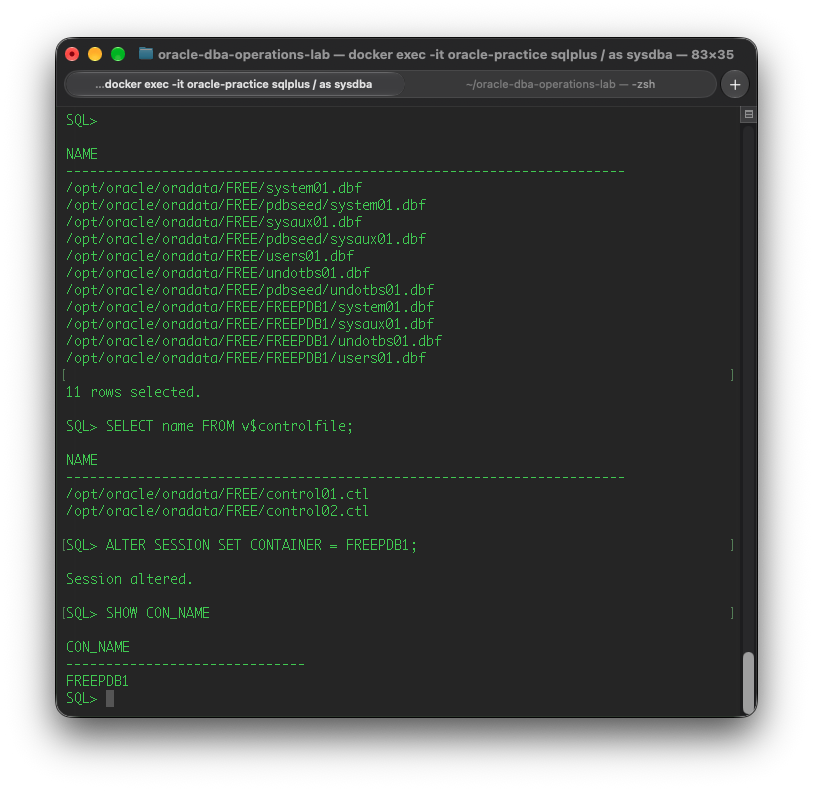 oracle-dba-operations-lab — docker exec -it oracle-practice sqlplus / as sysdba — 83×35
...docker exec -it oracle-practice sqlplus / as sysdba
~/oracle-dba-operations-lab — -zsh
+
SQL>
NAME
----------------------------------------------------------------------
/opt/oracle/oradata/FREE/system01.dbf
/opt/oracle/oradata/FREE/pdbseed/system01.dbf
/opt/oracle/oradata/FREE/sysaux01.dbf
/opt/oracle/oradata/FREE/pdbseed/sysaux01.dbf
/opt/oracle/oradata/FREE/users01.dbf
/opt/oracle/oradata/FREE/undotbs01.dbf
/opt/oracle/oradata/FREE/pdbseed/undotbs01.dbf
/opt/oracle/oradata/FREE/FREEPDB1/system01.dbf
/opt/oracle/oradata/FREE/FREEPDB1/sysaux01.dbf
/opt/oracle/oradata/FREE/FREEPDB1/undotbs01.dbf
/opt/oracle/oradata/FREE/FREEPDB1/users01.dbf
[ ]
11 rows selected.
SQL> SELECT name FROM v$controlfile;
NAME
----------------------------------------------------------------------
/opt/oracle/oradata/FREE/control01.ctl
/opt/oracle/oradata/FREE/control02.ctl
[SQL> ALTER SESSION SET CONTAINER = FREEPDB1; ]
Session altered.
[SQL> SHOW CON_NAME ]
CON_NAME
------------------------------
FREEPDB1
SQL>